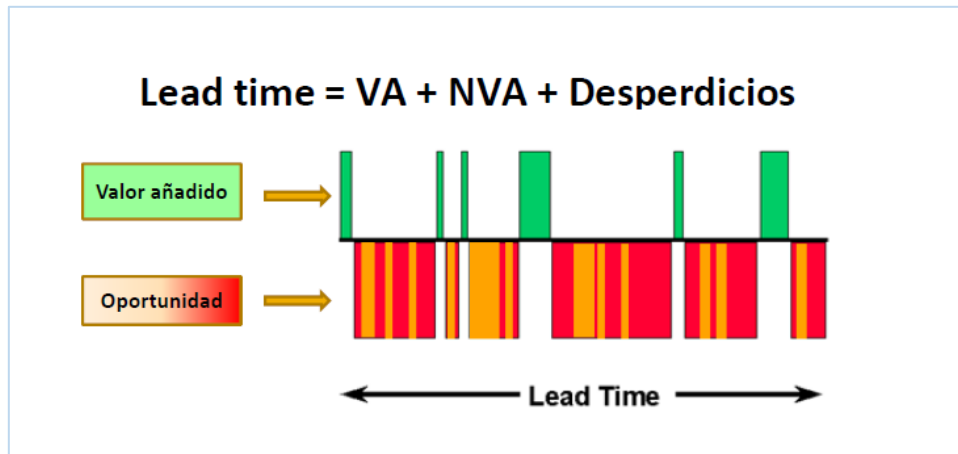 Lead time = VA + NVA + Desperdicios
Valor añadido
Oportunidad
Lead Time